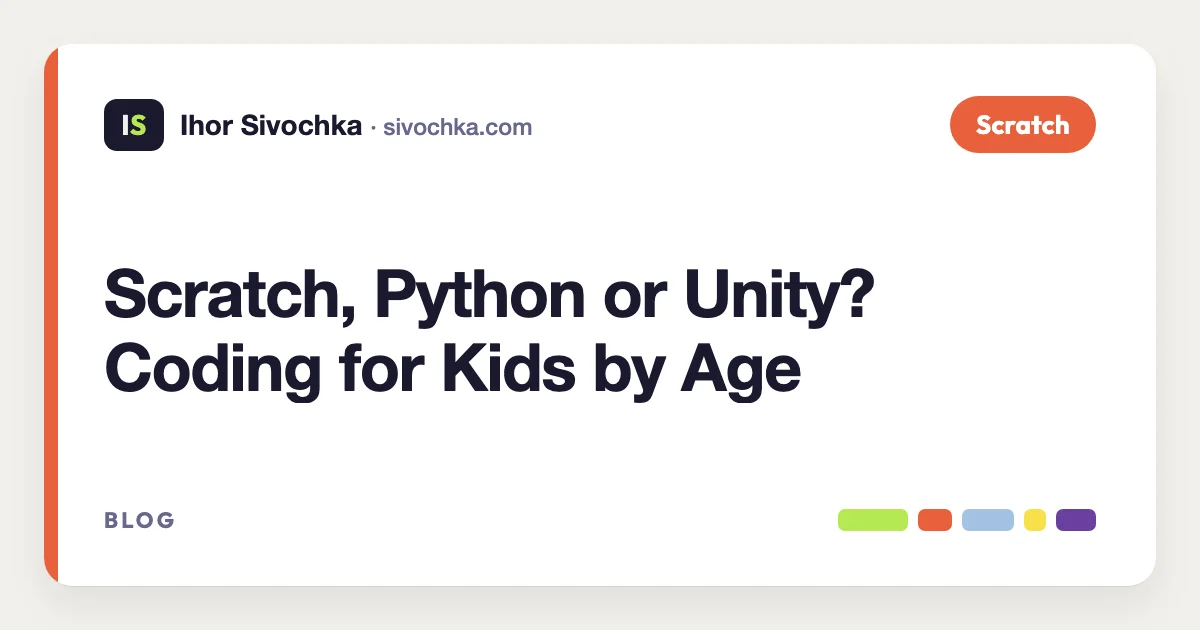 IS Ihor Sivochka · sivochka.com
Scratch
Scratch, Python or Unity?
Coding for Kids by Age
BLOG